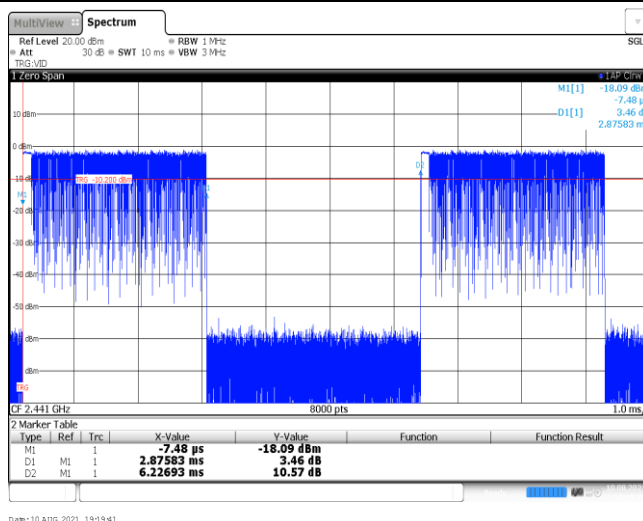 MultiView Spectrum
Ref Level 20.00 dBm RBW 1 MHz SGL
Att 30 dB SWT 10 ms VBW 3 MHz
TRG:VID
1 Zero Span 1AP Clrw
M1[1] -18.09 dBm
-7.48 µs
D1[1] 3.46 dB
2.87583 ms
10 dBm
0 dBm
D2
-10 dBm
TRG -10.200 dBm
M1
-20 dBm
-30 dBm
-40 dBm
-50 dBm
dBm
TRG
CF 2.441 GHz 8000 pts 1.0 ms/
2 Marker Table
Type Ref Trc X-Value Y-Value Function Function Result
M1 1 -7.48 µs -18.09 dBm
D1 M1 1 2.87583 ms 3.46 dB
D2 M1 1 6.22693 ms 10.57 dB
Date: 10.AUG.2021 19:19:41